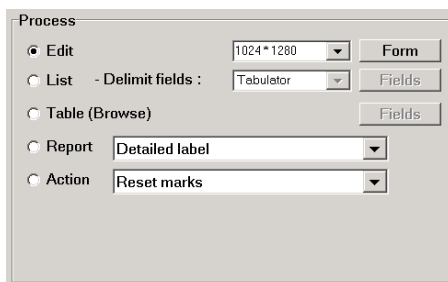 Process
Edit 1024*1280 Form
List - Delimit fields : Tabulator Fields
Table (Browse) Fields
Report Detailed label
Action Reset marks